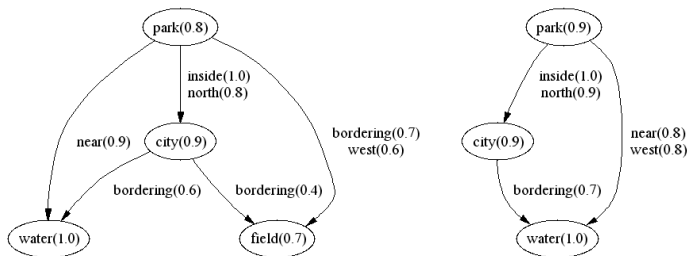 park(0.8)
inside(1.0)
north(0.8)
near(0.9)
city(0.9)
bordering(0.7)
west(0.6)
bordering(0.6)
bordering(0.4)
water(1.0)
field(0.7)
park(0.9)
inside(1.0)
north(0.9)
city(0.9)
near(0.8)
west(0.8)
bordering(0.7)
water(1.0)